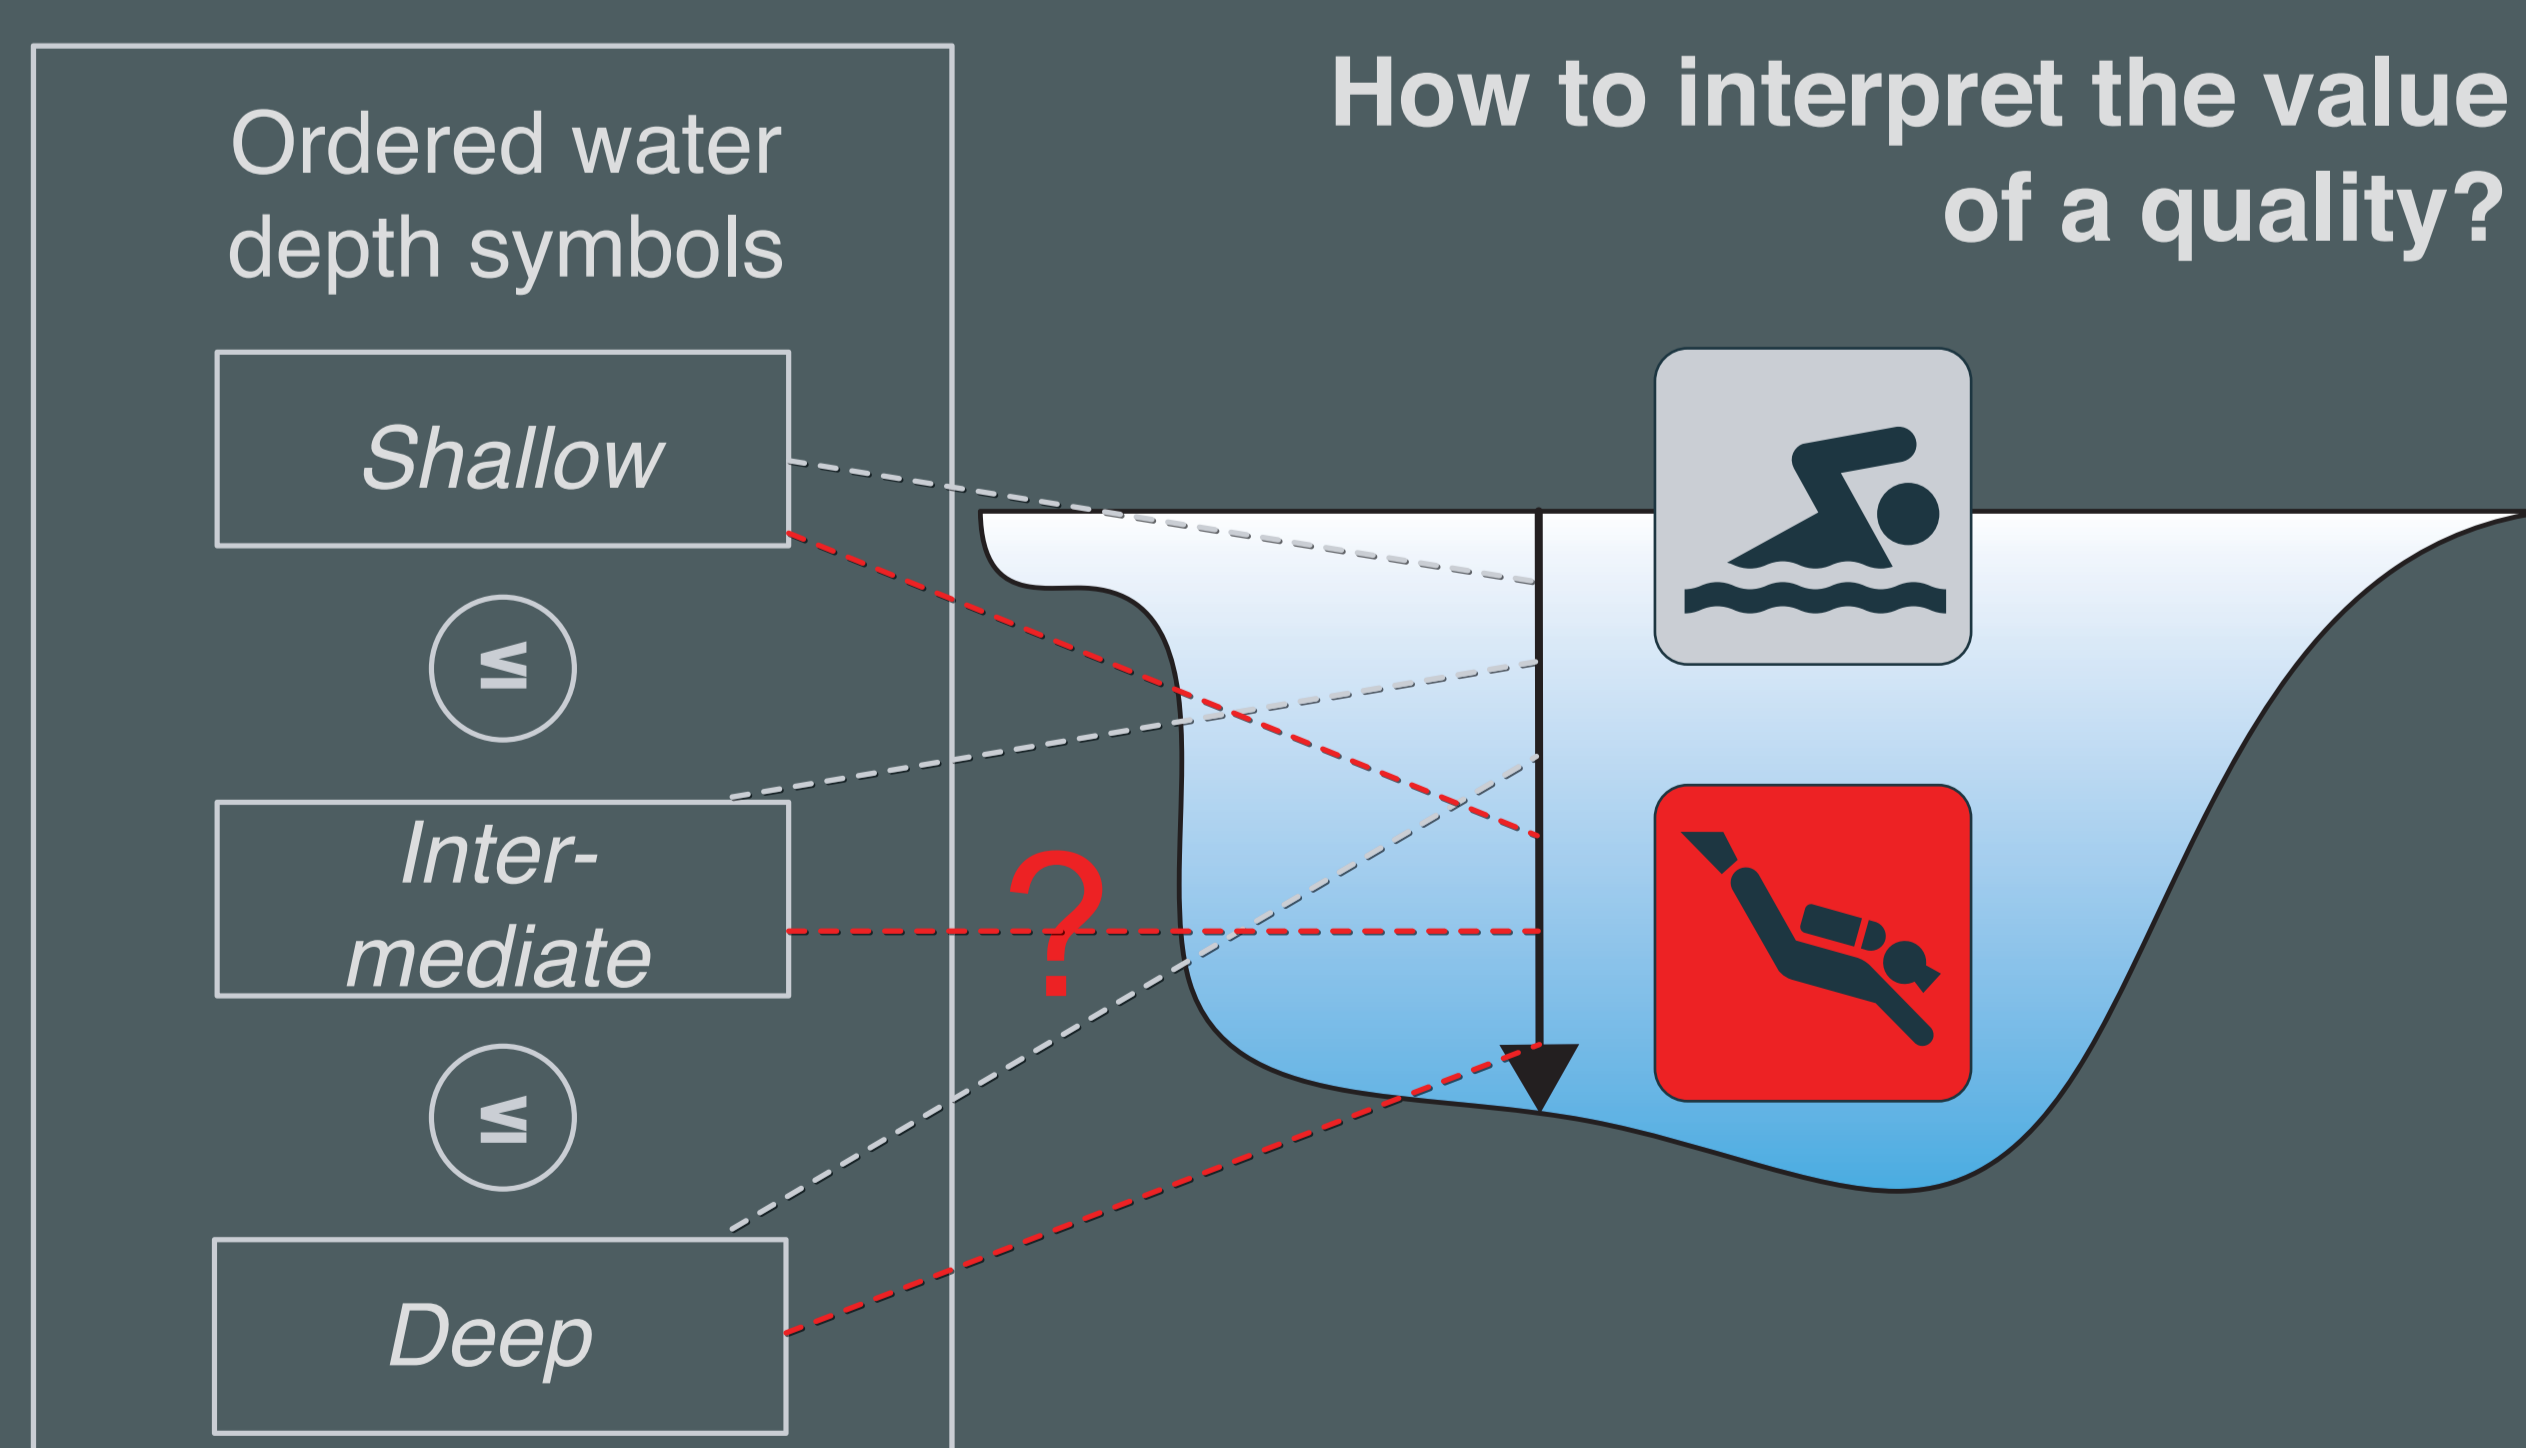 How to interpret the value
of a quality?
Ordered water
depth symbols
Shallow
≤
Inter-
mediate
≤
Deep
?